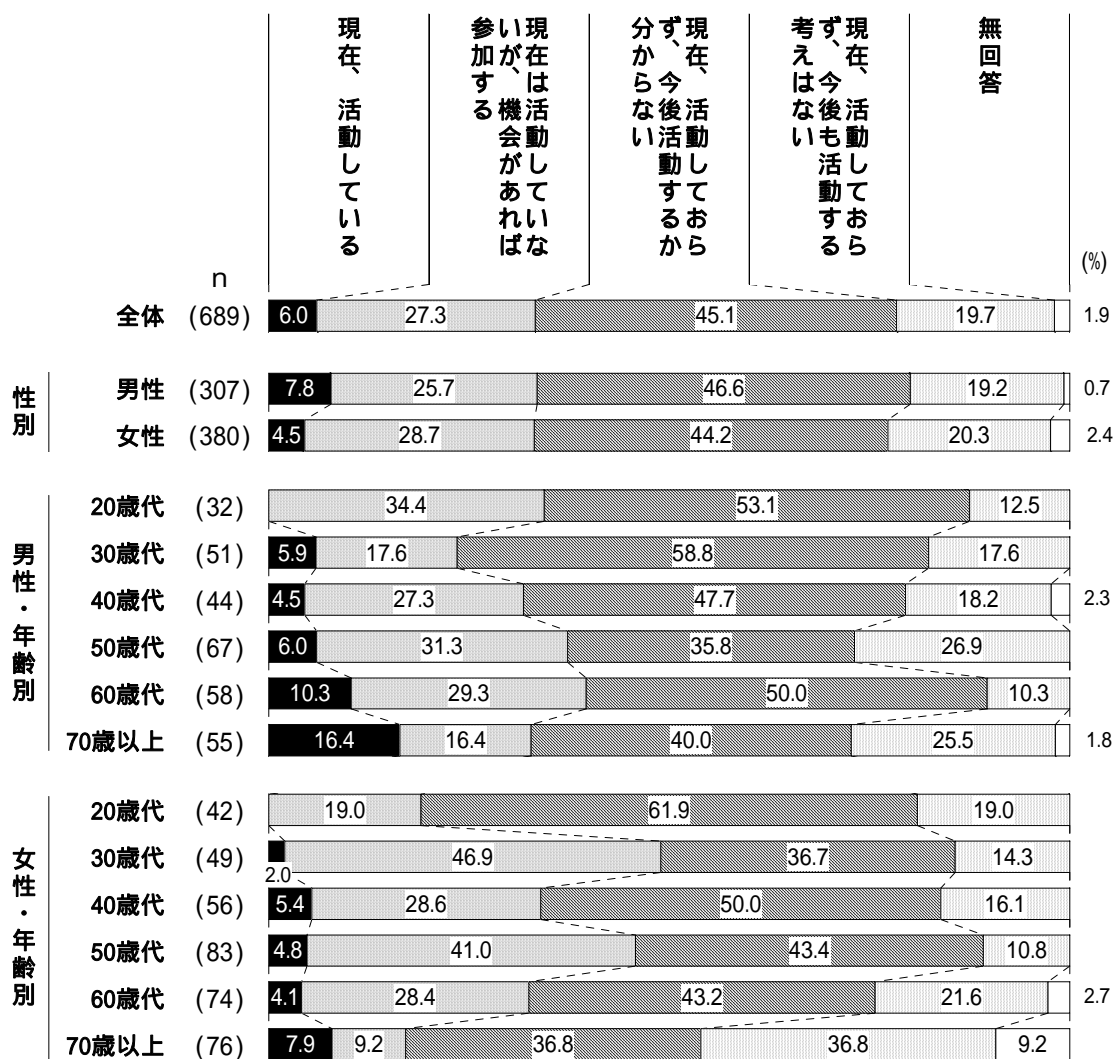 現在、活動している
現在は活動していな
いが、機会があれば
参加する
現在、活動しておら
ず、今後活動するか
分からない
現在、活動しておら
ず、今後も活動する
考えはない
無回答
n
(%)
全体 (689) 6.0 27.3 45.1 19.7 1.9
性別
男性 (307) 7.8 25.7 46.6 19.2 0.7
女性 (380) 4.5 28.7 44.2 20.3 2.4
男性・年齢別
20歳代 (32) 34.4 53.1 12.5
30歳代 (51) 5.9 17.6 58.8 17.6
40歳代 (44) 4.5 27.3 47.7 18.2 2.3
50歳代 (67) 6.0 31.3 35.8 26.9
60歳代 (58) 10.3 29.3 50.0 10.3
70歳以上 (55) 16.4 16.4 40.0 25.5 1.8
女性・年齢別
20歳代 (42) 19.0 61.9 19.0
30歳代 (49) 2.0 46.9 36.7 14.3
40歳代 (56) 5.4 28.6 50.0 16.1
50歳代 (83) 4.8 41.0 43.4 10.8
60歳代 (74) 4.1 28.4 43.2 21.6 2.7
70歳以上 (76) 7.9 9.2 36.8 36.8 9.2